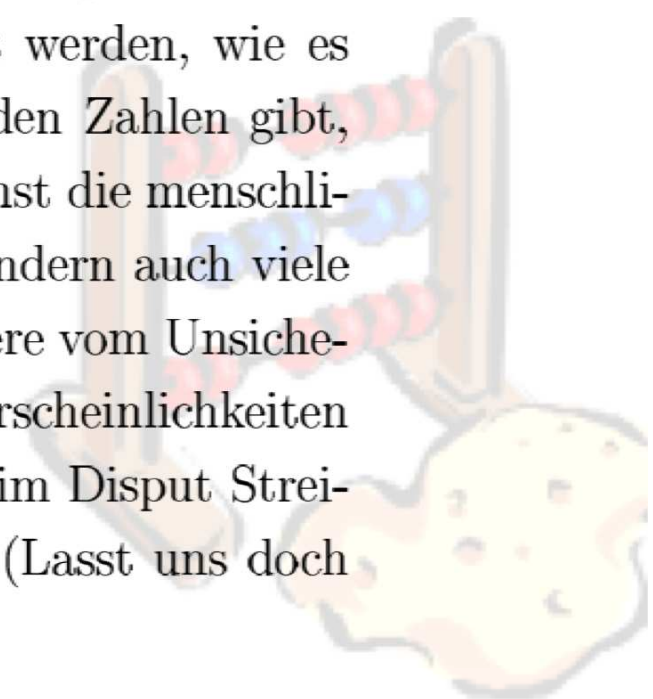 werden, wie es
den Zahlen gibt,
nst die menschli-
ndern auch viele
ere vom Unsiche-
rscheinlichkeiten
im Disput Strei-
(Lasst uns doch